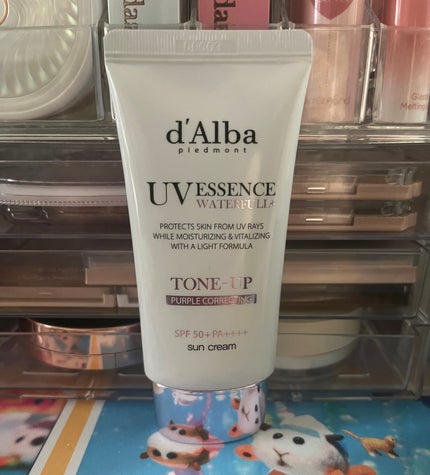 d'Alba
piedmont
UV ESSENCE
WATERFULL+
PROTECTS SKIN FROM UV RAYS
WHILE MOISTURIZING & VITALIZING
WITH A LIGHT FORMULA
TONE-UP
PURPLE CORRECTING
SPF 50+ PA++++
sun cream
Melting